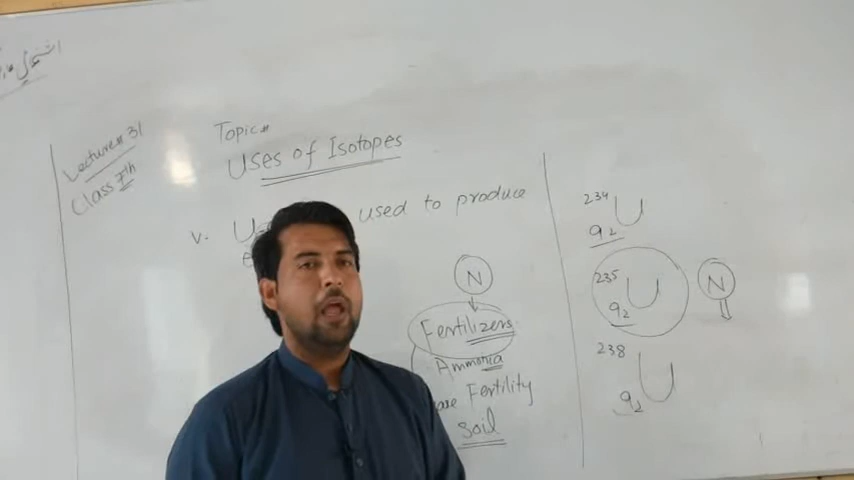 Lecture# 31
Class 7th
Topic#
Uses of Isotopes
v. U used to produce
N
Fertilizers
Ammonia
Fertility
soil
234 U
92
235 U N
92
238 U
92